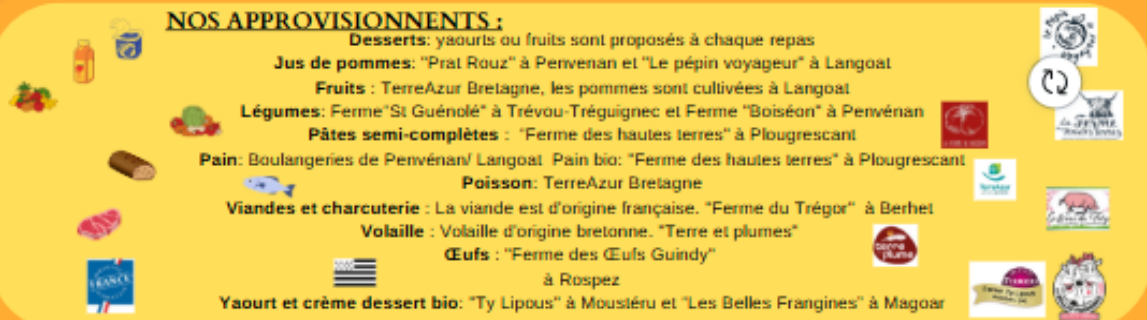 NOS APPROVISIONNENTS :
Desserts: yaourts ou fruits sont proposés à chaque repas
Jus de pommes: "Prat Rouz" à Penvenan et "Le pépin voyageur" à Langoat
Fruits : TerreAzur Bretagne, les pommes sont cultivées à Langoat
Légumes: Ferme"St Guénolé" à Trévou-Tréguignec et Ferme "Boiséon" à Penvénan
Pâtes semi-complètes : "Ferme des hautes terres" à Plougrescant
Pain: Boulangeries de Penvénan/ Langoat Pain bio: "Ferme des hautes terres" à Plougrescant
Poisson: TerreAzur Bretagne
TerreAzur
Viandes et charcuterie : La viande est d'origine française. "Ferme du Trégor" à Berhet
Volaille : Volaille d'origine bretonne. "Terre et plumes"
terre
plume
Œufs : "Ferme des Œufs Guindy"
à Rospez
FRANCE
Yaourt et crème dessert bio: "Ty Lipous" à Moustéru et "Les Belles Frangines" à Magoar